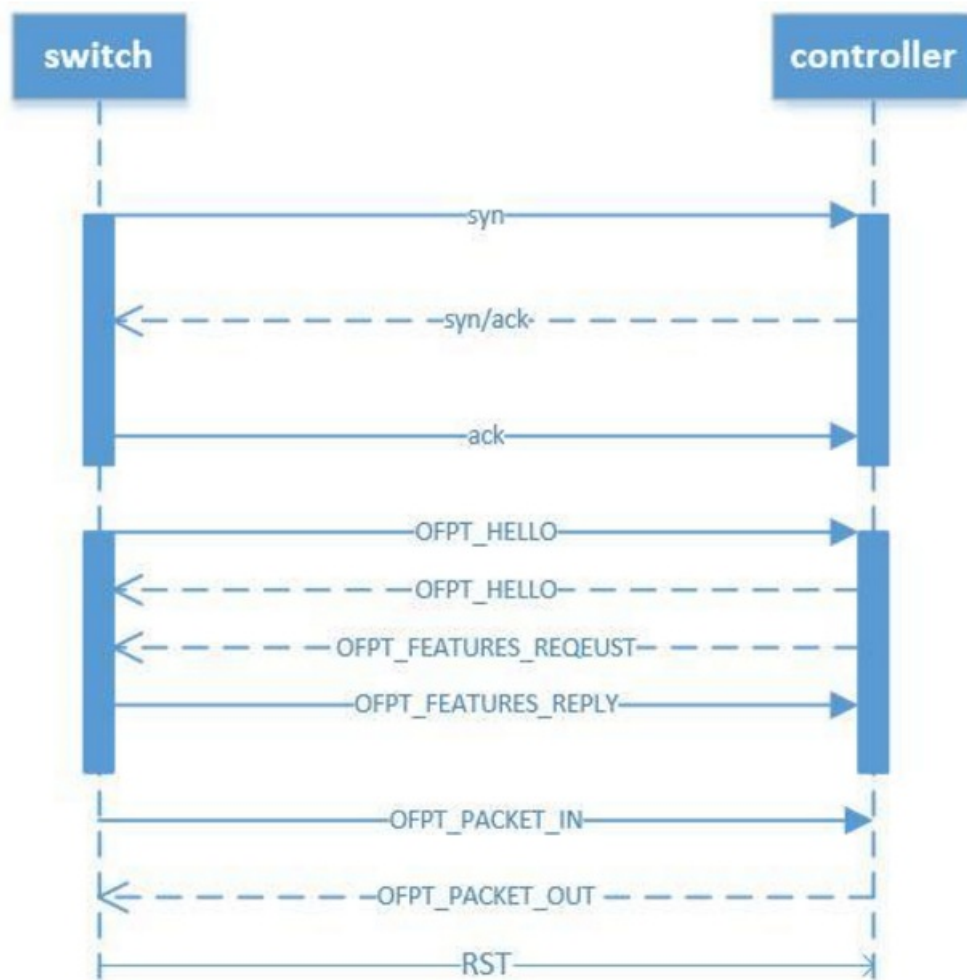 switch
controller
syn
syn/ack
ack
OFPT_HELLO
OFPT_HELLO
OFPT_FEATURES_REQEUST
OFPT_FEATURES_REPLY
OFPT_PACKET_IN
OFPT_PACKET_OUT
RST